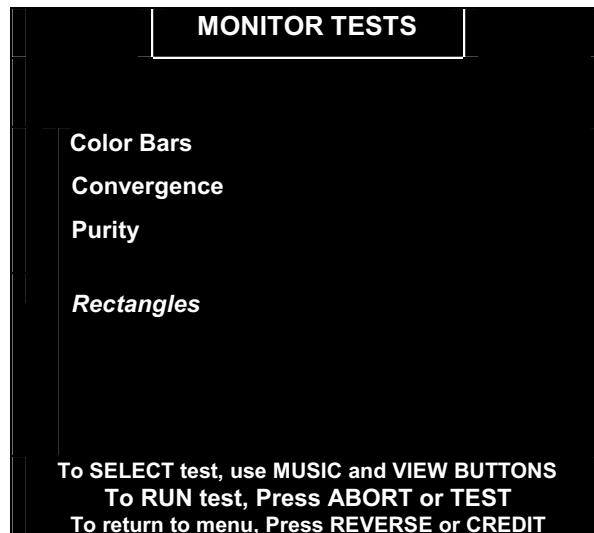 MONITOR TESTS
Color Bars
Convergence
Purity
Rectangles
To SELECT test, use MUSIC and VIEW BUTTONS
To RUN test, Press ABORT or TEST
To return to menu, Press REVERSE or CREDIT